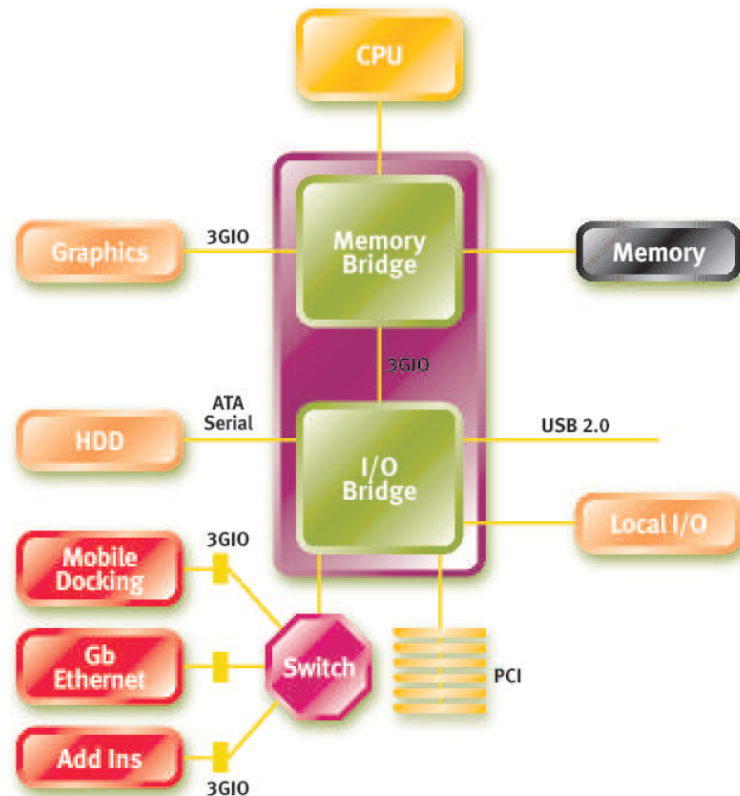 CPU
Graphics
3GIO
Memory
Bridge
Memory
3GIO
HDD
ATA
Serial
I/O
Bridge
USB 2.0
Local I/O
Mobile
Docking
3GIO
Gb
Ethernet
Switch
PCI
Add Ins
3GIO